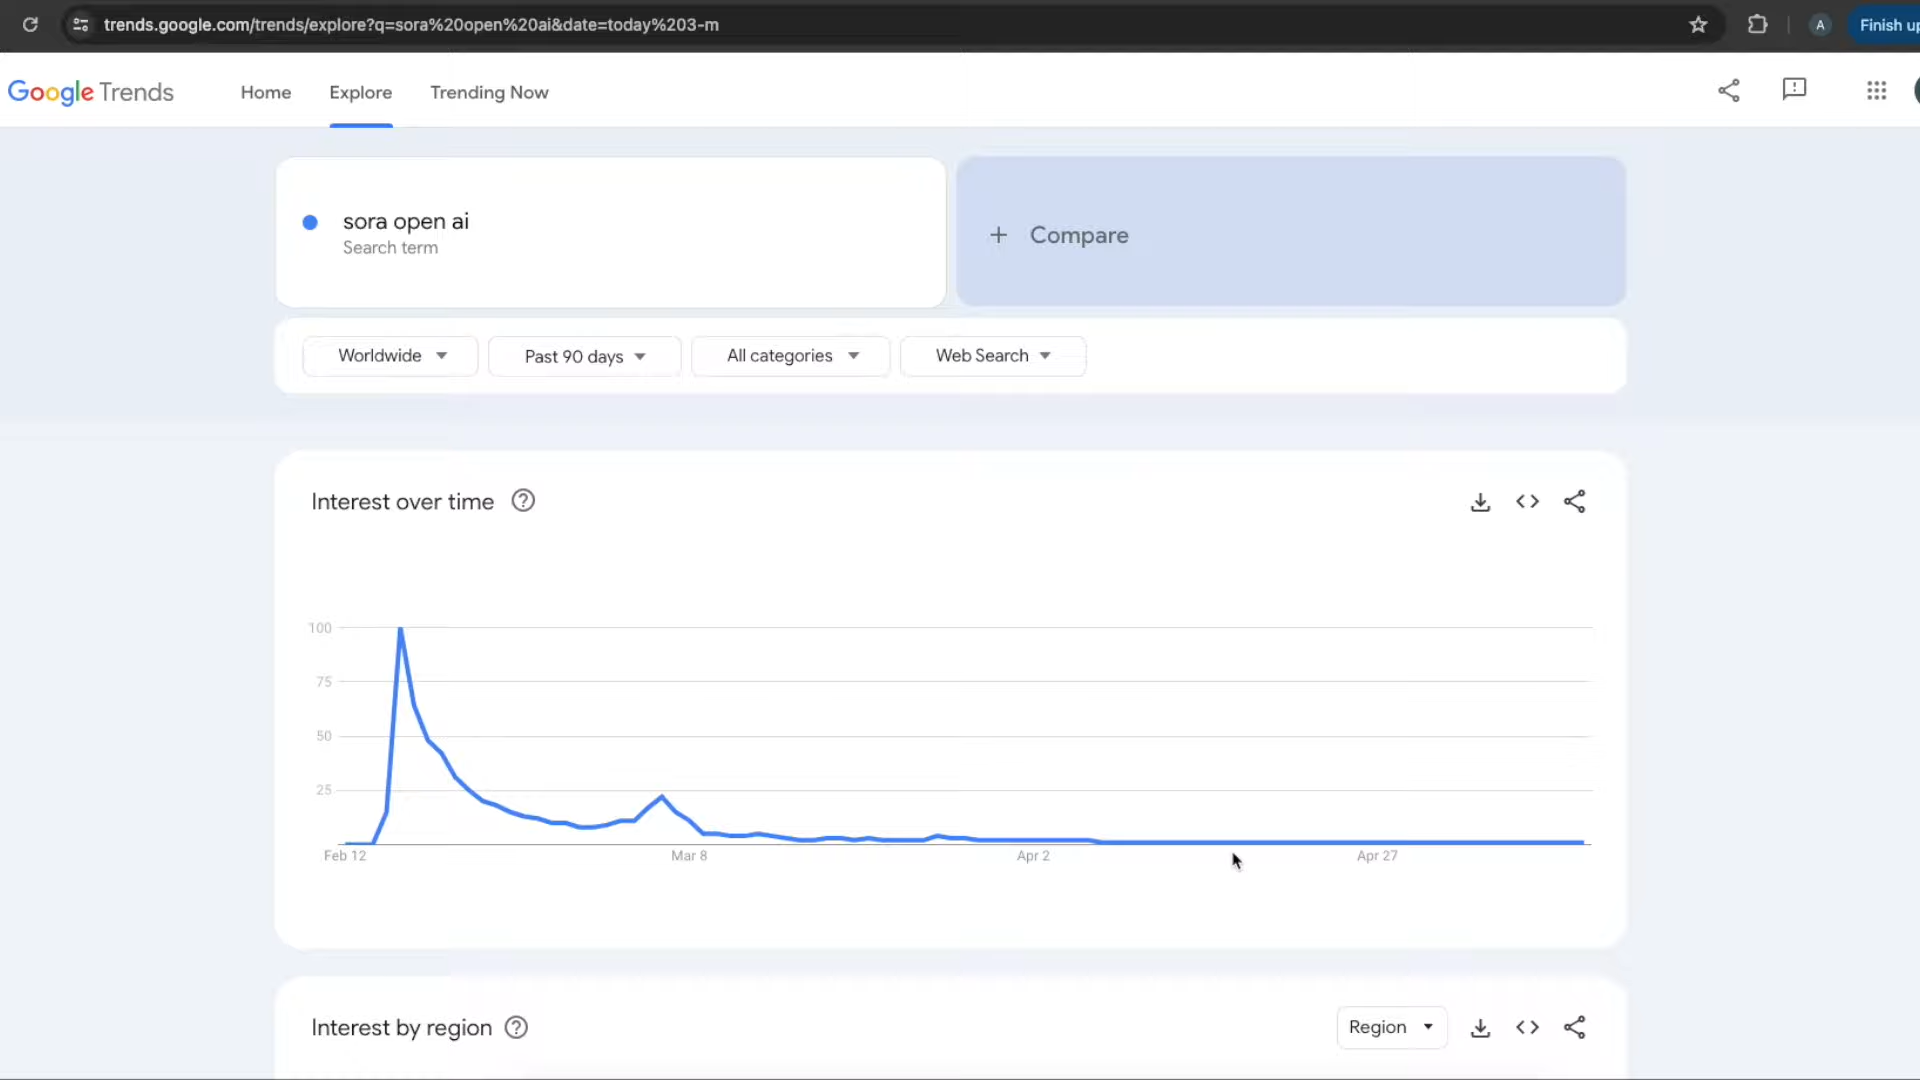 trends.google.com/trends/explore?q=sora%20open%20ai&date=today%203-m
A
Finish up
Google Trends
Home
Explore
Trending Now
sora open ai
Search term
+ Compare
Worldwide
Past 90 days
All categories
Web Search
Interest over time
100
75
50
25
Feb 12
Mar 8
Apr 2
Apr 27
Interest by region
Region